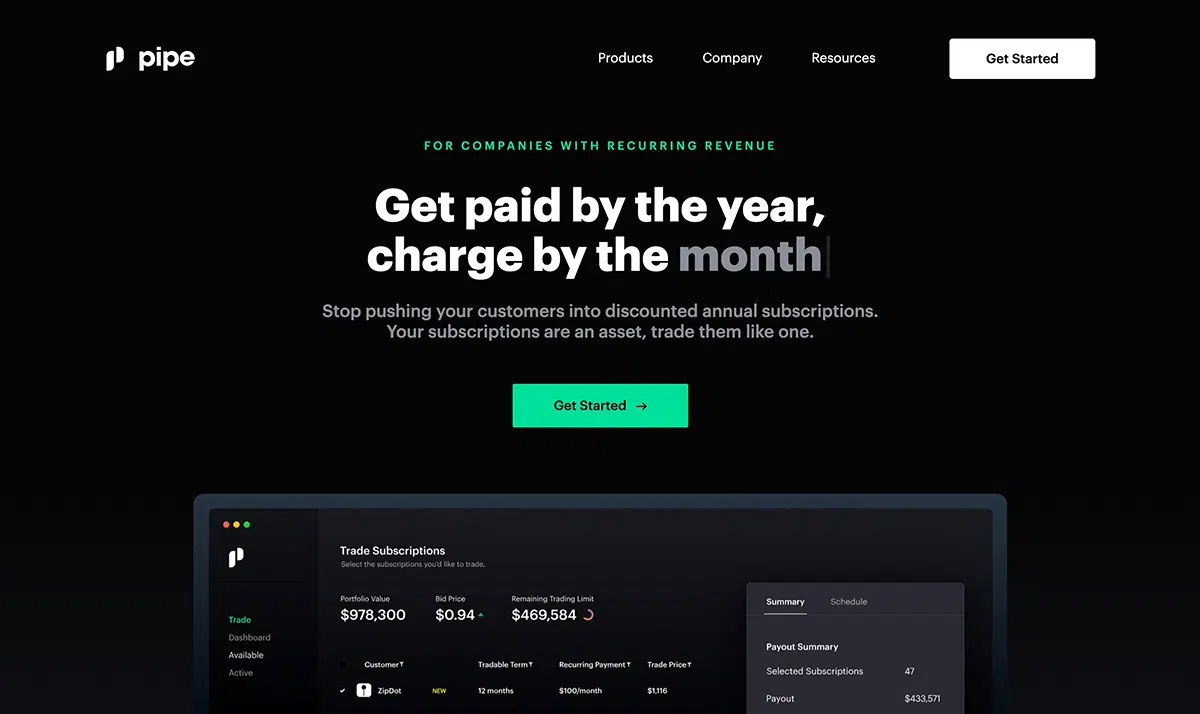 pipe
Products Company Resources Get Started
FOR COMPANIES WITH RECURRING REVENUE
Get paid by the year,
charge by the month
Stop pushing your customers into discounted annual subscriptions.
Your subscriptions are an asset, trade them like one.
Get Started →
Trade Subscriptions
Select the subscriptions you'd like to trade.
Portfolio Value Bid Price Remaining Trading Limit
$978,300 $0.94 $469,584
Trade
Dashboard
Available
Active
Customer Tradable Term Recurring Payment Trade Price
ZipDot NEW 12 months $100/month $1,116
Summary Schedule
Payout Summary
Selected Subscriptions 47
Payout $433,571